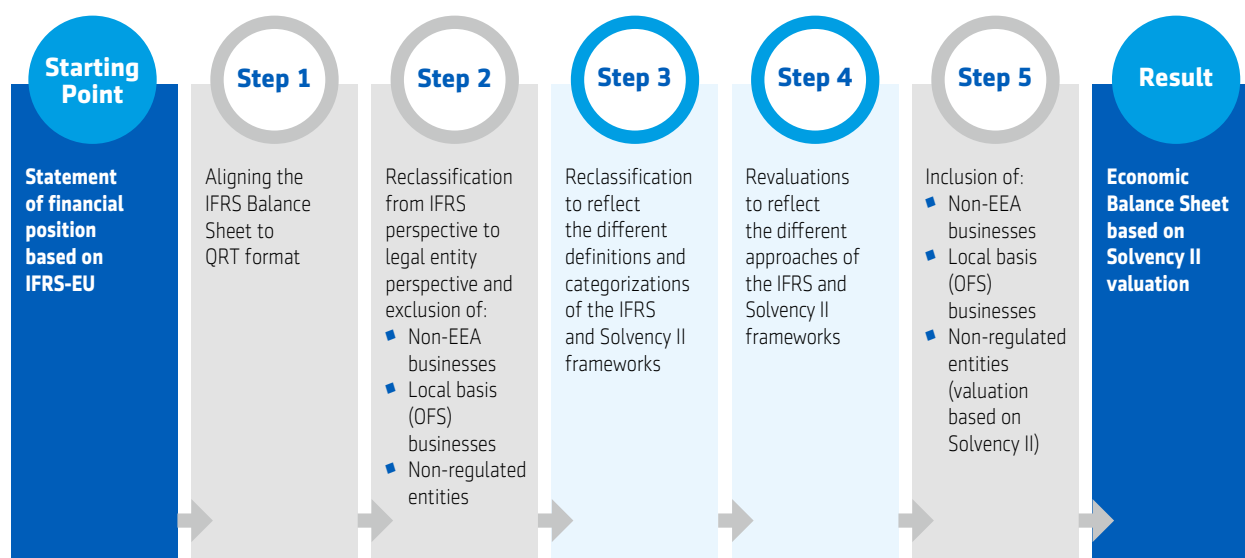 Starting
Point
Statement
of financial
position
based on
IFRS-EU
Step 1
Aligning the
IFRS Balance
Sheet to
QRT format
Step 2
Reclassification
from IFRS
perspective to
legal entity
perspective and
exclusion of:
Non-EEA
businesses
Local basis
(OFS)
businesses
Non-regulated
entities
Step 3
Reclassification
to reflect
the different
definitions and
categorizations
of the IFRS
and Solvency II
frameworks
Step 4
Revaluations
to reflect
the different
approaches of
the IFRS and
Solvency II
frameworks
Step 5
Inclusion of:
Non-EEA
businesses
Local basis
(OFS)
businesses
Non-regulated
entities
(valuation
based on
Solvency II)
Result
Economic
Balance Sheet
based on
Solvency II
valuation